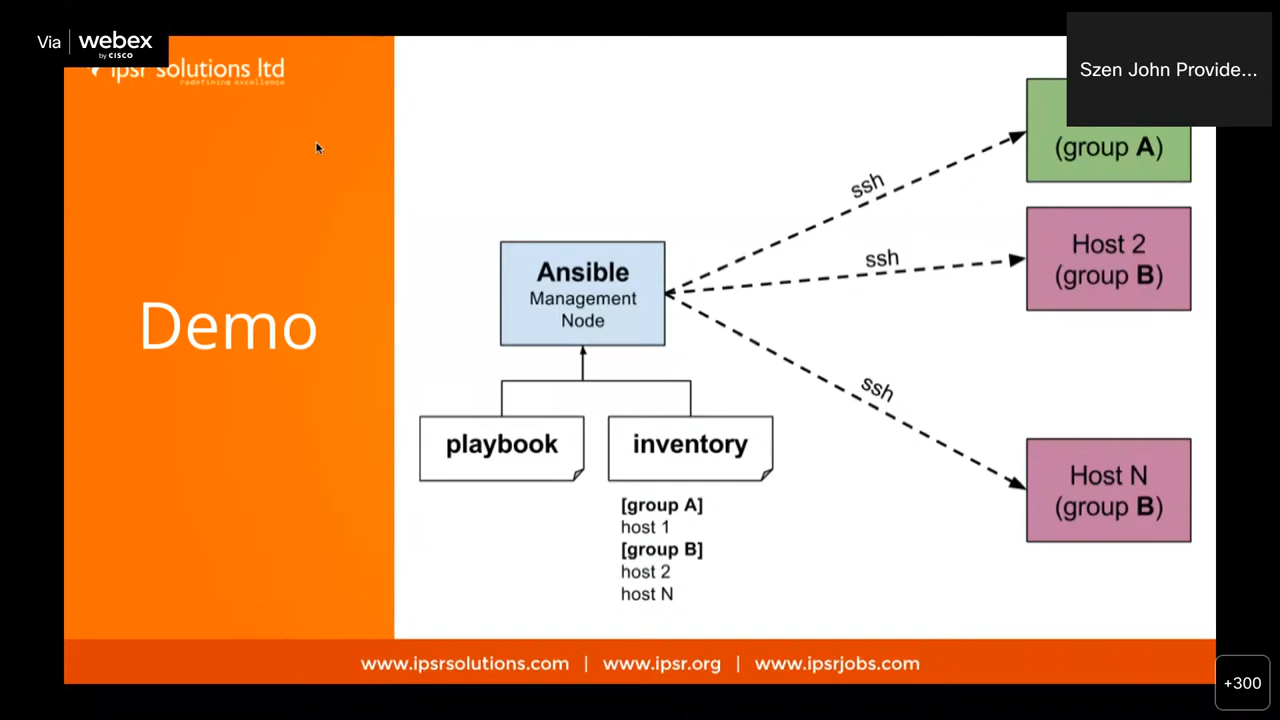 Via webex
by CISCO
ipsr solutions ltd
redefining excellence
Demo
Szen John Provide...
(group A)
ssh
Host 2
(group B)
ssh
Ansible
Management
Node
ssh
Host N
(group B)
playbook
inventory
[group A]
host 1
[group B]
host 2
host N
www.ipsrsolutions.com | www.ipsr.org | www.ipsrjobs.com
+300